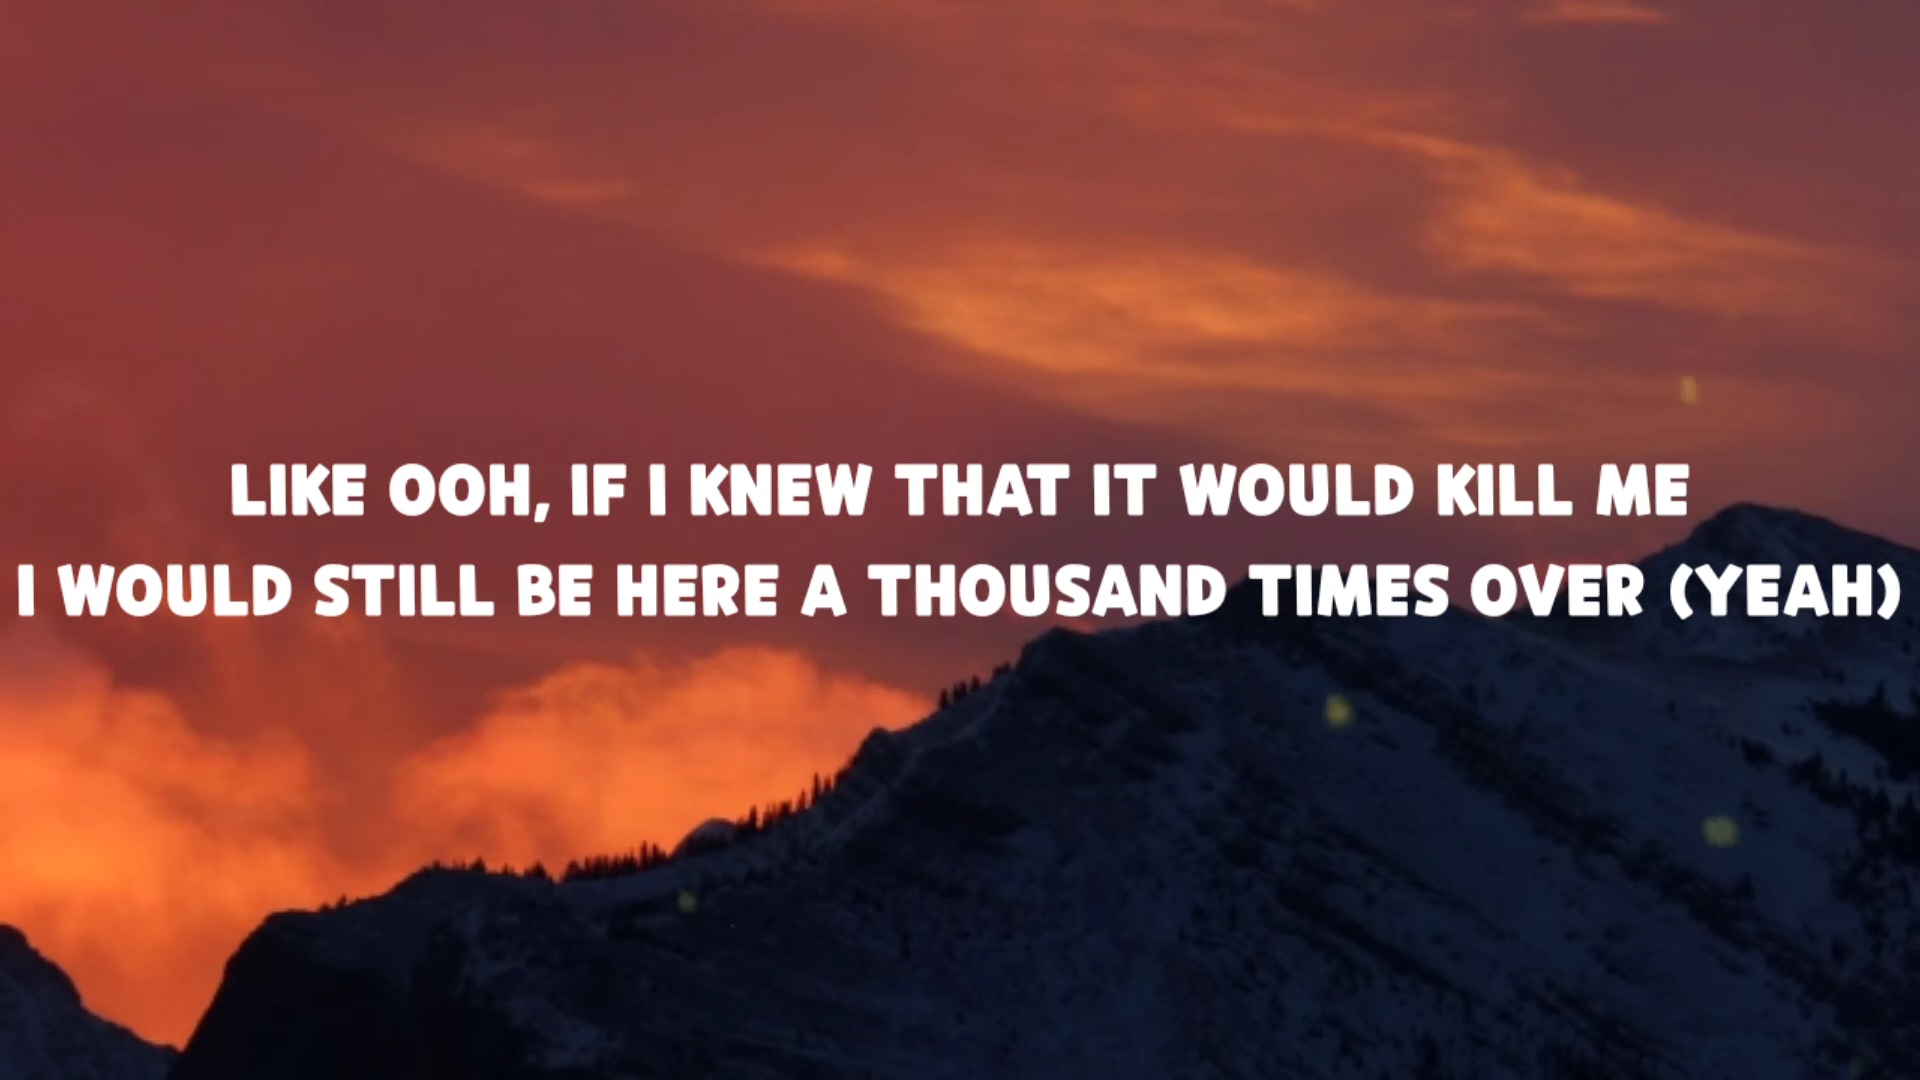 LIKE OOH, IF I KNEW THAT IT WOULD KILL ME
I WOULD STILL BE HERE A THOUSAND TIMES OVER (YEAH)